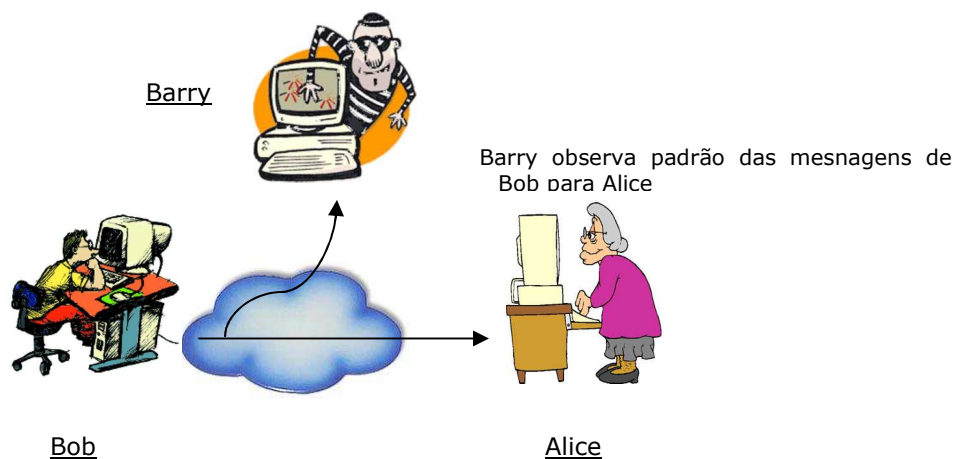 Barry
Barry observa padrão das mesnagens de
Bob para Alice
Bob
Alice